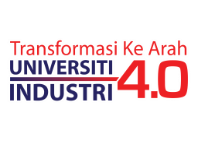 Transformasi Ke Arah
UNIVERSITI
INDUSTRI 4.0